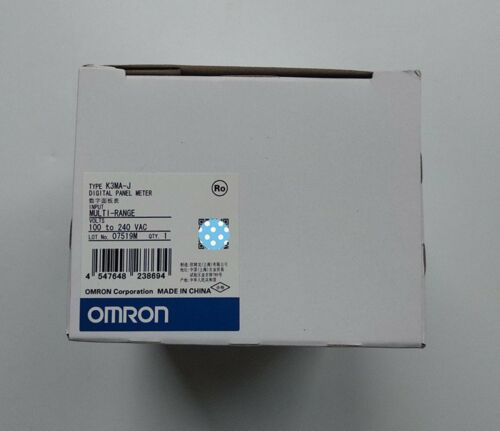 TYPE K3MA-J
DIGITAL PANEL METER
数字面板表
INPUT
MULTI-RANGE
VOLTS
100 to 240 VAC
LOT No. 07519M QTY. 1
Ro
4 547648 238694
OMRON Corporation MADE IN CHINA
OMRON